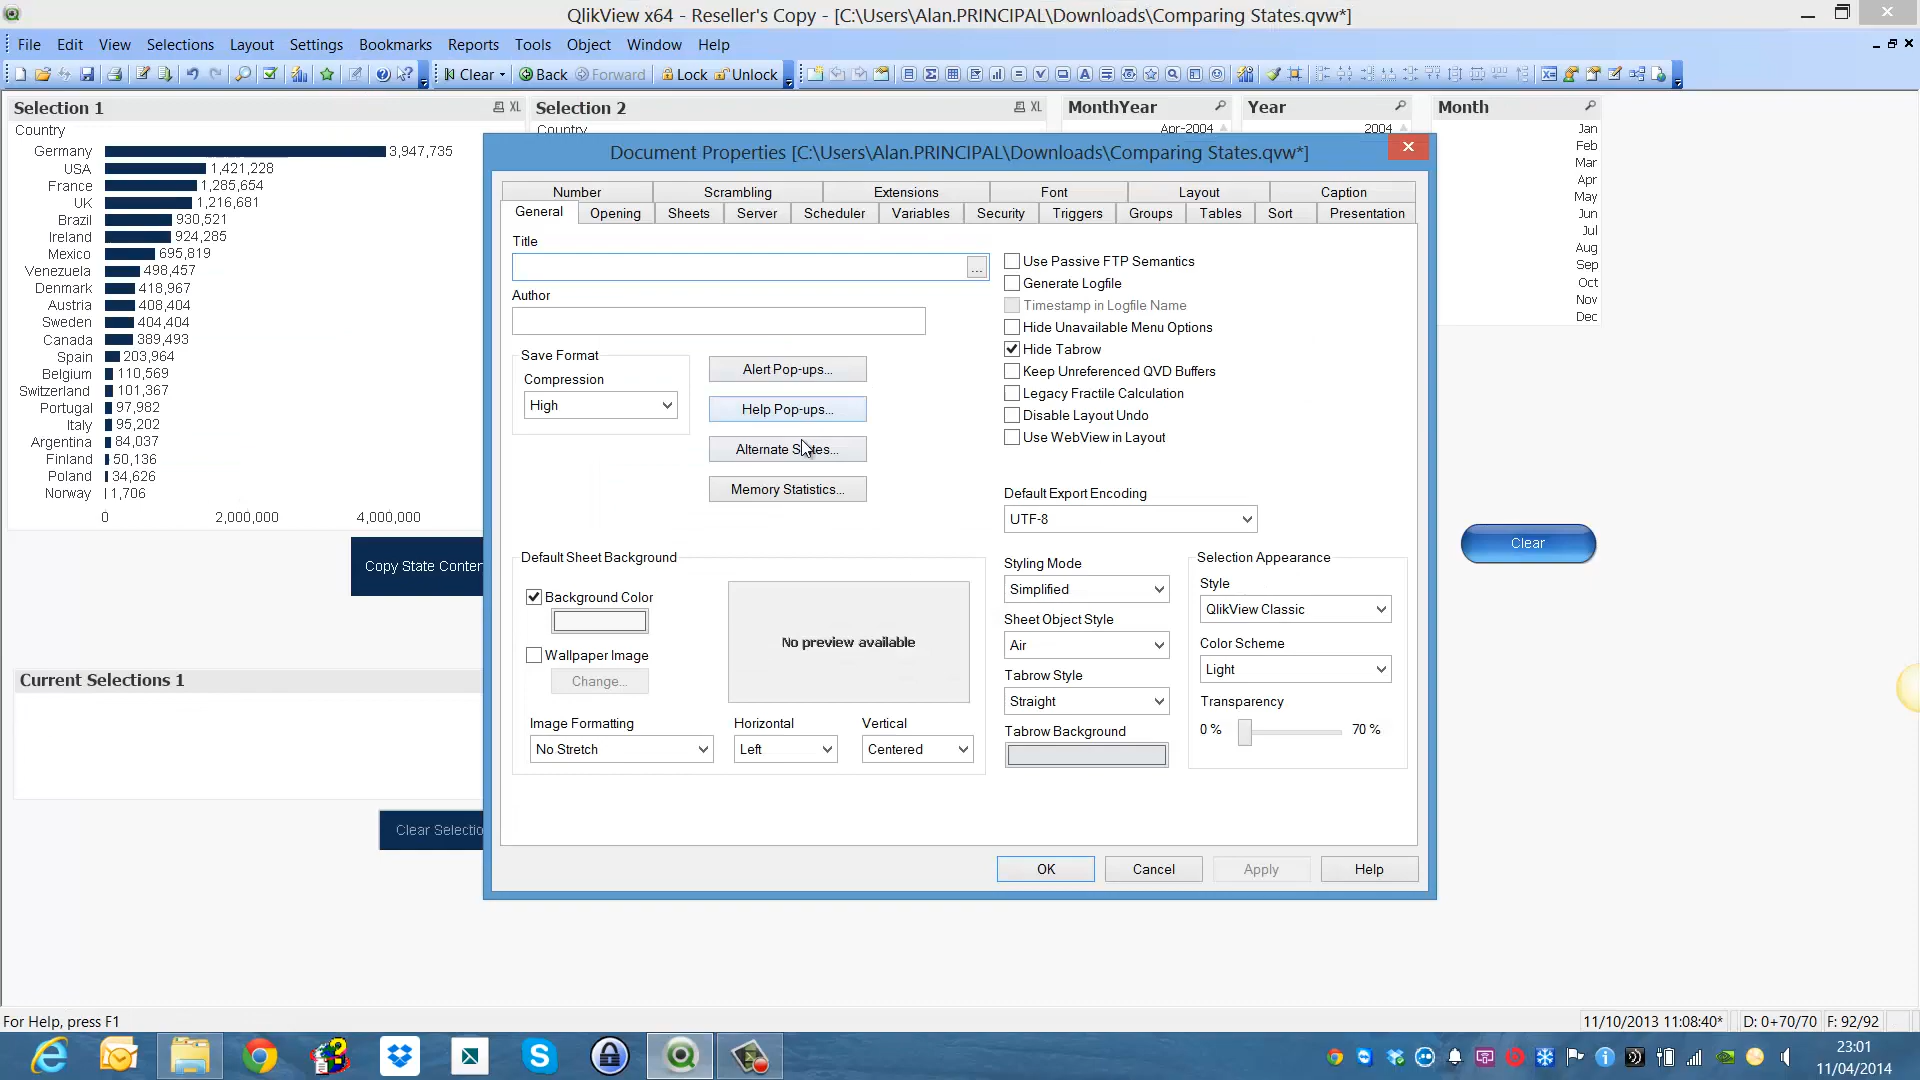 QlikView x64 - Reseller's Copy - [C:\Users\Alan.PRINCIPAL\Downloads\Comparing States.qvw*]
File Edit View Selections Layout Settings Bookmarks Reports Tools Object Window Help
Clear Back Forward Lock Unlock
Selection 1 XL Selection 2 XL MonthYear Year Month
Country Country Apr-2004 2004 Jan
Germany 3,947,735
USA 1,421,228
France 1,285,654
UK 1,216,681
Brazil 930,521
Ireland 924,285
Mexico 695,819
Venezuela 498,457
Denmark 418,967
Austria 408,404
Sweden 404,404
Canada 389,493
Spain 203,964
Belgium 110,569
Switzerland 101,367
Portugal 97,982
Italy 95,202
Argentina 84,037
Finland 50,136
Poland 34,626
Norway 1,706
0 2,000,000 4,000,000
Feb
Mar
Apr
May
Jun
Jul
Aug
Sep
Oct
Nov
Dec
Copy State
Current Selections 1
Clear
Clear
Document Properties [C:\Users\Alan.PRINCIPAL\Downloads\Comparing States.qvw*]
Number Scrambling Extensions Font Layout Caption
General Opening Sheets Server Scheduler Variables Security Triggers Groups Tables Sort Presentation
Title
...
Author
Save Format
Compression
High
Alert Pop-ups...
Help Pop-ups...
Alternate States...
Memory Statistics...
Use Passive FTP Semantics
Generate Logfile
Timestamp in Logfile Name
Hide Unavailable Menu Options
Hide Tabrow
Keep Unreferenced QVD Buffers
Legacy Fractile Calculation
Disable Layout Undo
Use WebView in Layout
Default Export Encoding
UTF-8
Default Sheet Background
Background Color
Wallpaper Image
Change...
No preview available
Image Formatting Horizontal Vertical
No Stretch Left Centered
Styling Mode
Simplified
Sheet Object Style
Air
Tabrow Style
Straight
Tabrow Background
Selection Appearance
Style
QlikView Classic
Color Scheme
Light
Transparency
0 % 70 %
OK Cancel Apply Help
For Help, press F1 11/10/2013 11:08:40* D: 0+70/70 F: 92/92
23:01
11/04/2014